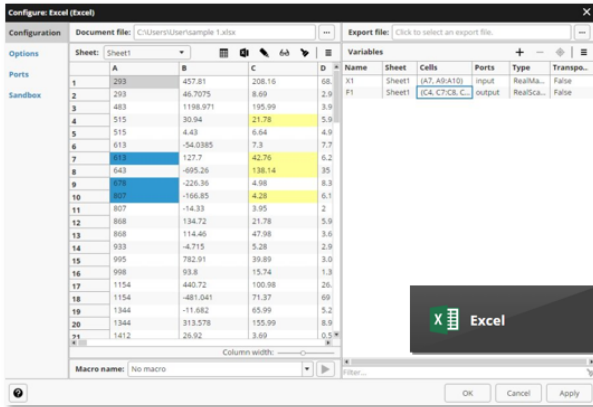 Configure: Excel (Excel)
Configuration
Options
Ports
Sandbox
Document file: C:\Users\User\sample 1.xlsx
Export file: Click to select an export file.
Sheet: Sheet1
A B C D
1 293 457.81 208.16 68.
2 293 46.7075 8.69 2.9
3 483 1198.971 195.99 3.9
4 515 30.94 21.78 5.9
5 515 4.43 6.64 4.9
6 613 -54.0385 7.3 7.7
7 613 127.7 42.76 6.2
8 643 -695.26 138.14 35
9 678 -226.36 4.98 8.3
10 807 -166.85 4.28 6.1
11 807 -14.33 3.95 2
12 868 134.72 21.78 5.9
13 868 114.46 47.98 3.6
14 933 -4.715 5.28 2.9
15 995 782.91 39.89 3.0
16 998 93.8 15.74 1.3
17 1154 440.72 100.98 26.
18 1154 -481.041 71.37 69
19 1344 -11.682 65.99 5.2
20 1344 313.578 155.99 8.9
21 1412 26.92 3.69 0.5
Column width:
Macro name: No macro
Variables
Name Sheet Cells Ports Type Transpo...
X1 Sheet1 (A7, A9:A10) input RealMa... False
F1 Sheet1 (C4, C7:C8, C... output RealSca... False
Filter...
X Excel
OK Cancel Apply